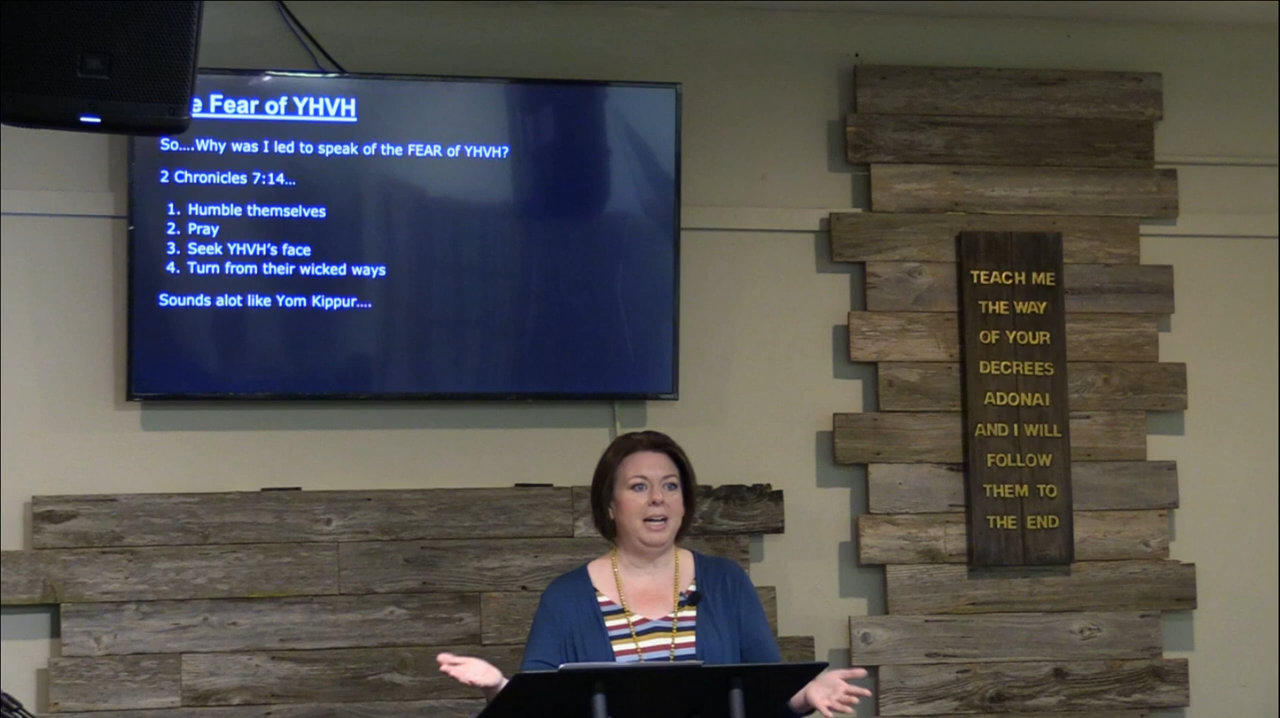 e Fear of YHVH
So....Why was I led to speak of the FEAR of YHVH?
2 Chronicles 7:14...
1. Humble themselves
2. Pray
3. Seek YHVH's face
4. Turn from their wicked ways
Sounds alot like Yom Kippur....
TEACH ME
THE WAY
OF YOUR
DECREES
ADONAI
AND I WILL
FOLLOW
THEM TO
THE END